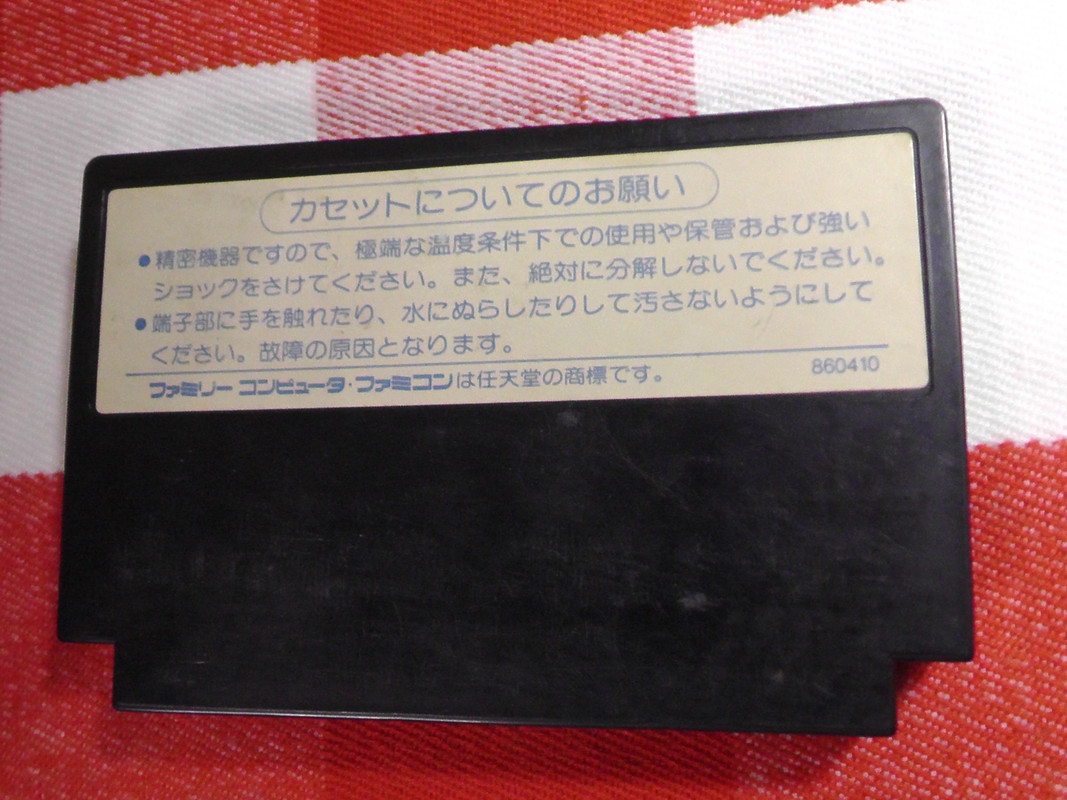 カセットについてのお願い
●精密機器ですので、極端な温度条件下での使用や保管および強い
ショックをさけてください。また、絶対に分解しないでください。
●端子部に手を触れたり、水にぬらしたりして汚さないようにして
ください。故障の原因となります。
ファミリーコンピュータ・ファミコンは任天堂の商標です。
860410